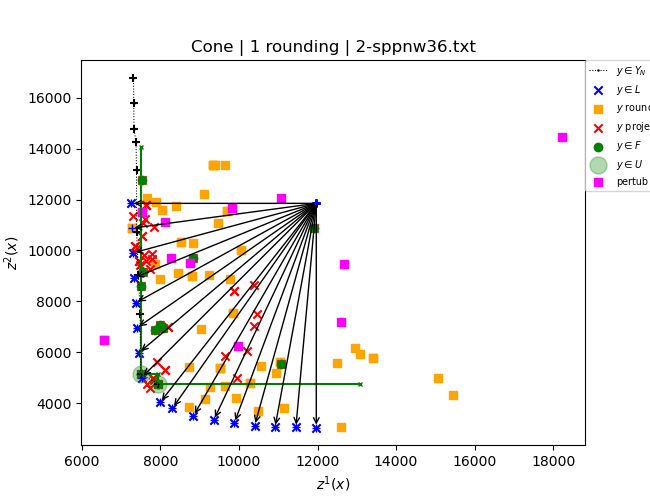 Cone | 1 rounding | 2-sppnw36.txt
z²(x)
16000
14000
12000
10000
8000
6000
4000
6000 8000 10000 12000 14000 16000 18000
z¹(x)
y ∈ Y_N
y ∈ L
y roun
y proje
y ∈ F
y ∈ U
pertub